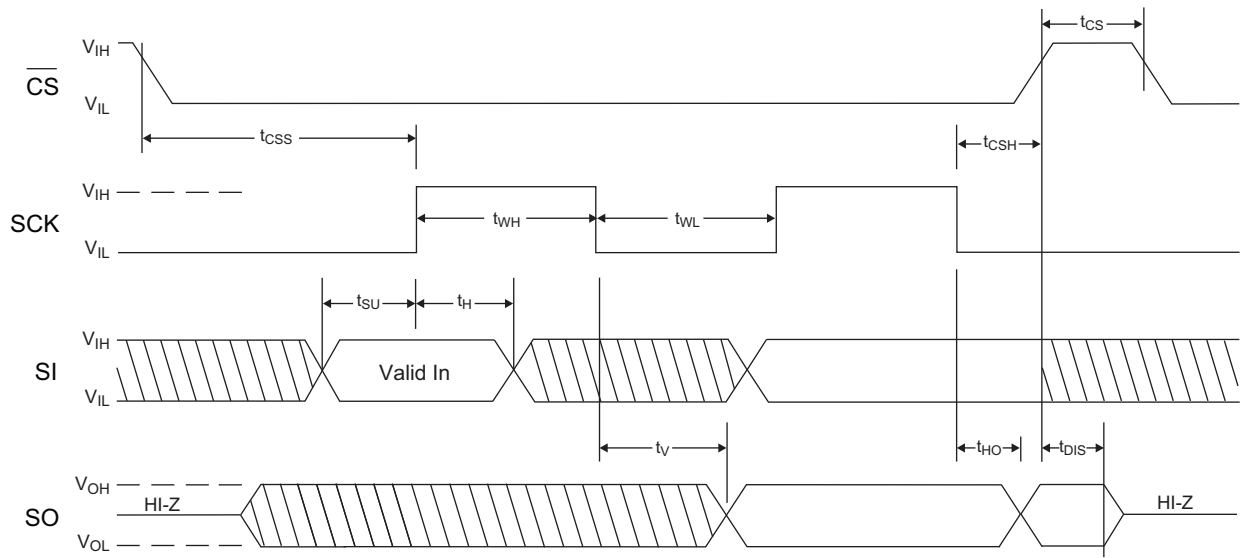 tCS
VIH
CS
VIL
tCSS
tCSH
VIH
SCK
tWH
tWL
VIL
tSU
tH
VIH
SI
Valid In
VIL
tV
tHO
tDIS
VOH
HI-Z
HI-Z
SO
VOL